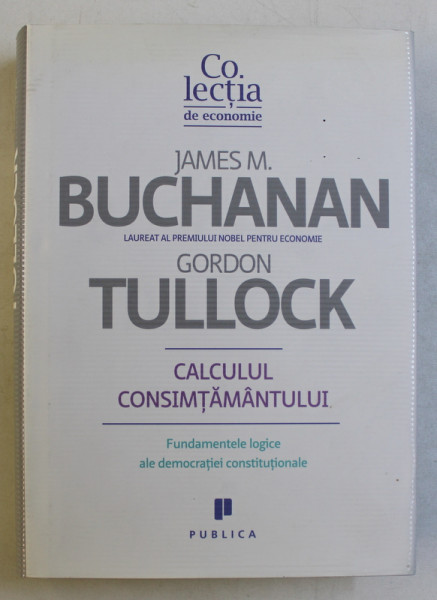 Co.
lecția
de economie
JAMES M.
BUCHANAN
LAUREAT AL PREMIULUI NOBEL PENTRU ECONOMIE
GORDON
TULLOCK
CALCULUL
CONSIMȚĂMÂNTULUI
Fundamentele logice
ale democrației constituționale
PUBLICA